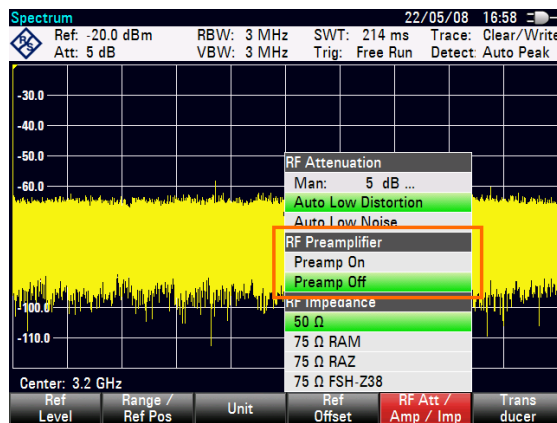 Spectrum 22/05/08 16:58
Ref: -20.0 dBm RBW: 3 MHz SWT: 214 ms Trace: Clear/Write
Att: 5 dB VBW: 3 MHz Trig: Free Run Detect: Auto Peak
-30.0
-40.0
-50.0
-60.0
-100.0
-110.0
RF Attenuation
Man: 5 dB ...
Auto Low Distortion
Auto Low Noise
RF Preamplifier
Preamp On
Preamp Off
RF Impedance
50 Ω
75 Ω RAM
75 Ω RAZ
75 Ω FSH-Z38
Center: 3.2 GHz
Ref Level
Range / Ref Pos
Unit
Ref Offset
RF Att / Amp / Imp
Trans ducer